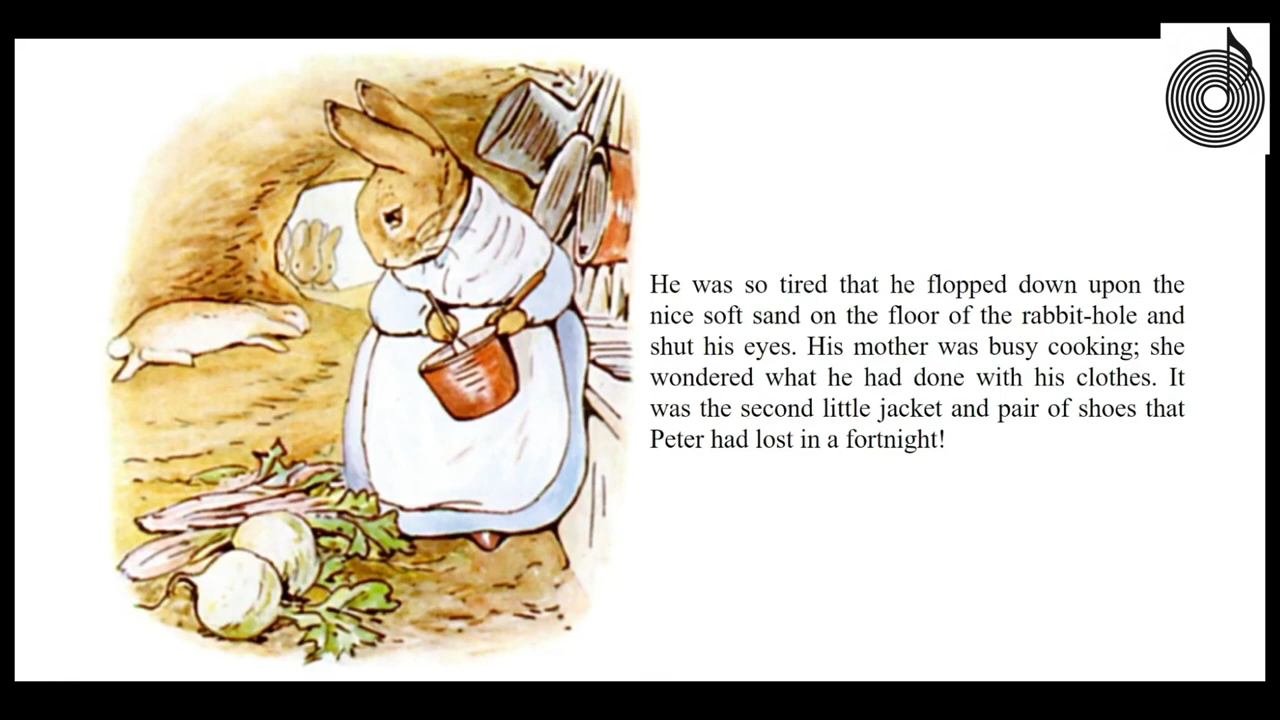 He was so tired that he flopped down upon the
nice soft sand on the floor of the rabbit-hole and
shut his eyes. His mother was busy cooking; she
wondered what he had done with his clothes. It
was the second little jacket and pair of shoes that
Peter had lost in a fortnight!